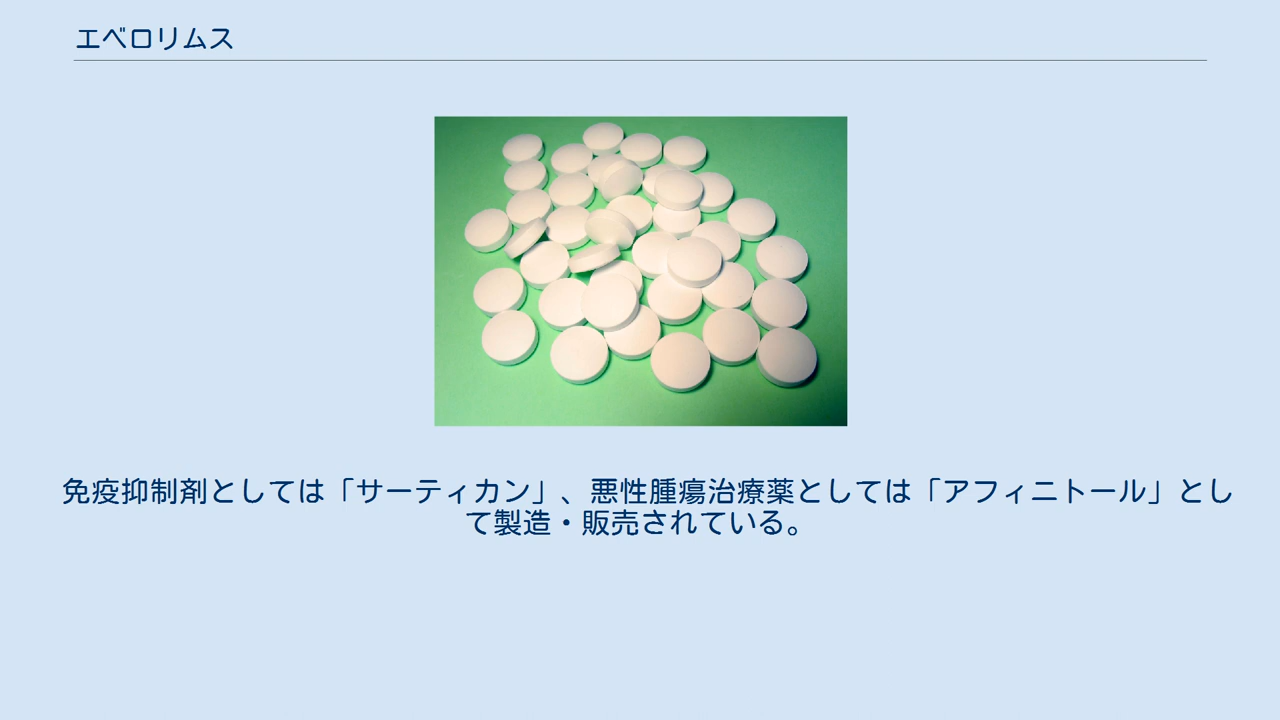 エベロリムス
免疫抑制剤としては「サーティカン」、悪性腫瘍治療薬としては「アフィニトール」とし
て製造・販売されている。